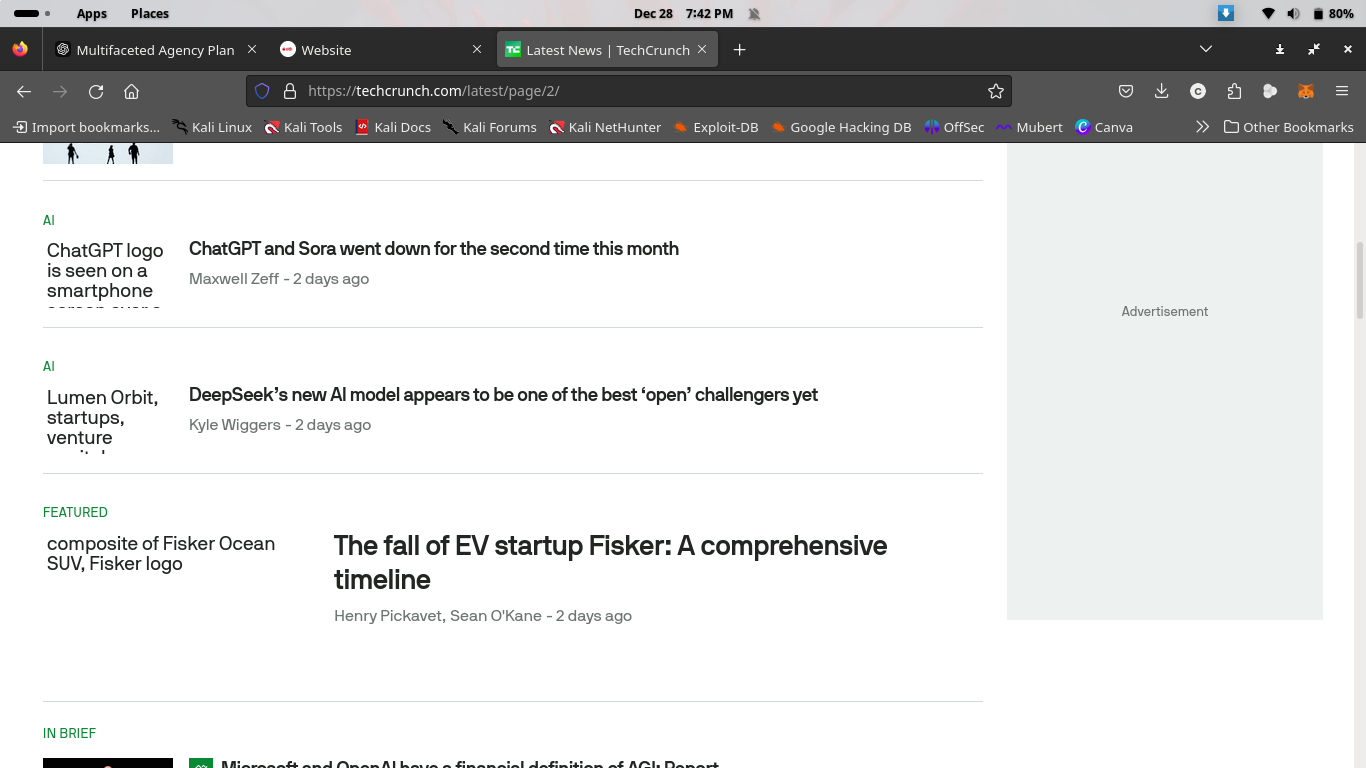 Apps Places Dec 28 7:42 PM 80%
Multifaceted Agency Plan Website Latest News | TechCrunch
https://techcrunch.com/latest/page/2/
Import bookmarks... Kali Linux Kali Tools Kali Docs Kali Forums Kali NetHunter Exploit-DB Google Hacking DB OffSec Mubert Canva Other Bookmarks
AI
ChatGPT logo
is seen on a
smartphone
ChatGPT and Sora went down for the second time this month
Maxwell Zeff - 2 days ago
Advertisement
AI
Lumen Orbit,
startups,
venture
DeepSeek’s new AI model appears to be one of the best ‘open’ challengers yet
Kyle Wiggers - 2 days ago
FEATURED
composite of Fisker Ocean
SUV, Fisker logo
The fall of EV startup Fisker: A comprehensive
timeline
Henry Pickavet, Sean O'Kane - 2 days ago
IN BRIEF
Microsoft and OpenAI have a financial definition of AGI: Report